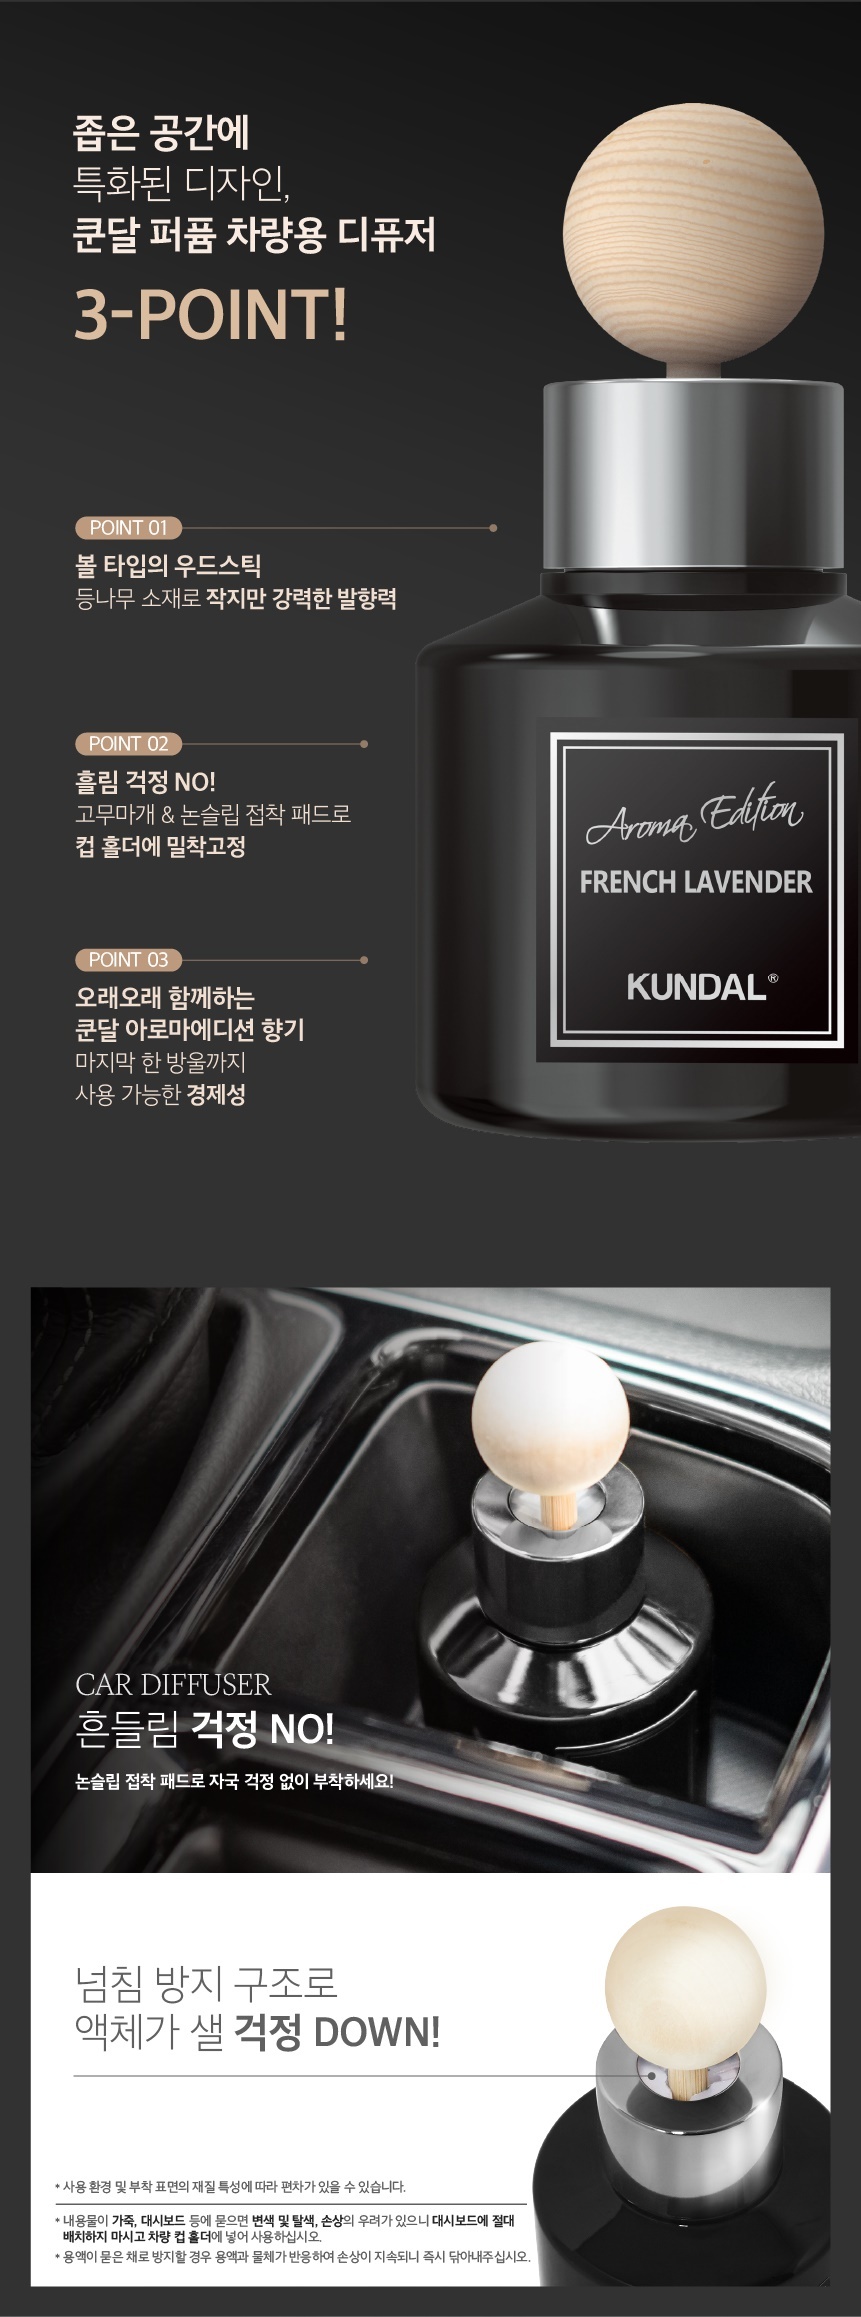 좁은 공간에
특화된 디자인,
쿤달 퍼퓸 차량용 디퓨저
3-POINT!
POINT 01
볼 타입의 우드스틱
등나무 소재로 작지만 강력한 발향력
POINT 02
흘림 걱정 NO!
고무마개 & 논슬립 접착 패드로
컵 홀더에 밀착고정
POINT 03
오래오래 함께하는
쿤달 아로마에디션 향기
마지막 한 방울까지
사용 가능한 경제성
Aroma Edition
FRENCH LAVENDER
KUNDAL®
CAR DIFFUSER
흔들림 걱정 NO!
논슬립 접착 패드로 자국 걱정 없이 부착하세요!
넘침 방지 구조로
액체가 샐 걱정 DOWN!
* 사용 환경 및 부착 표면의 재질 특성에 따라 편차가 있을 수 있습니다.
* 내용물이 가죽, 대시보드 등에 묻으면 변색 및 탈색, 손상의 우려가 있으니 대시보드에 절대
배치하지 마시고 차량 컵 홀더에 넣어 사용하십시오.
* 용액이 묻은 채로 방치할 경우 용액과 물체가 반응하여 손상이 지속되니 즉시 닦아내주십시오.